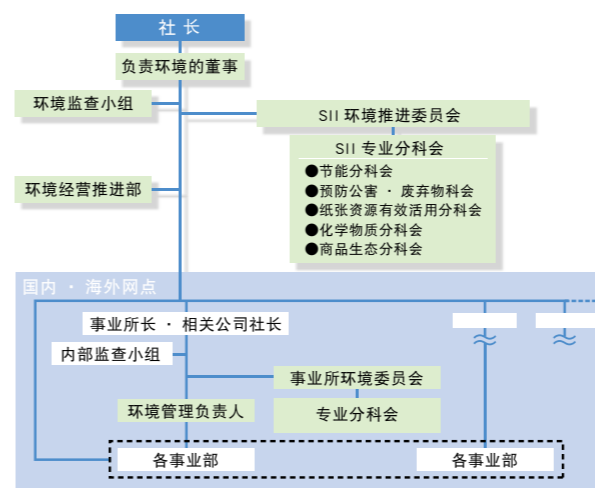 社 长
负责环境的董事
环境监查小组
SII 环境推进委员会
SII 专业分科会
●节能分科会
●预防公害 · 废弃物科会
●纸张资源有效活用分科会
●化学物质分科会
●商品生态分科会
环境经营推进部
国内 · 海外网点
事业所长 · 相关公司社长
内部监查小组
事业所环境委员会
环境管理负责人
专业分科会
各事业部
各事业部